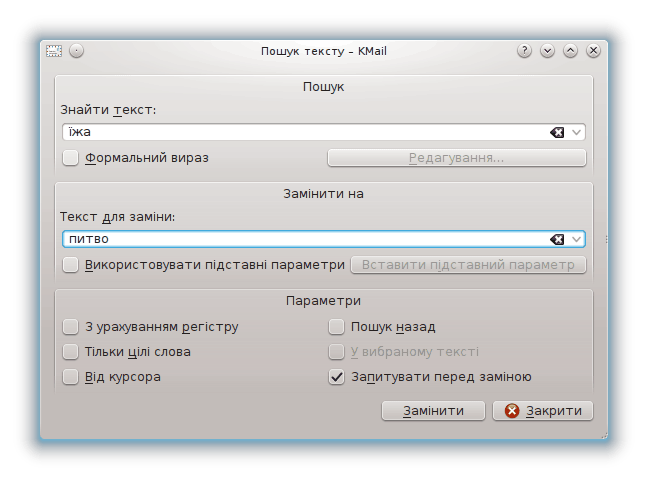 Пошук тексту – KMail
Пошук
Знайти текст:
їжа
Формальний вираз Редагування...
Замінити на
Текст для заміни:
питво
Використовувати підставні параметри Вставити підставний параметр
Параметри
З урахуванням регістру Пошук назад
Тільки цілі слова У вибраному тексті
Від курсора Запитувати перед заміною
Замінити Закрити